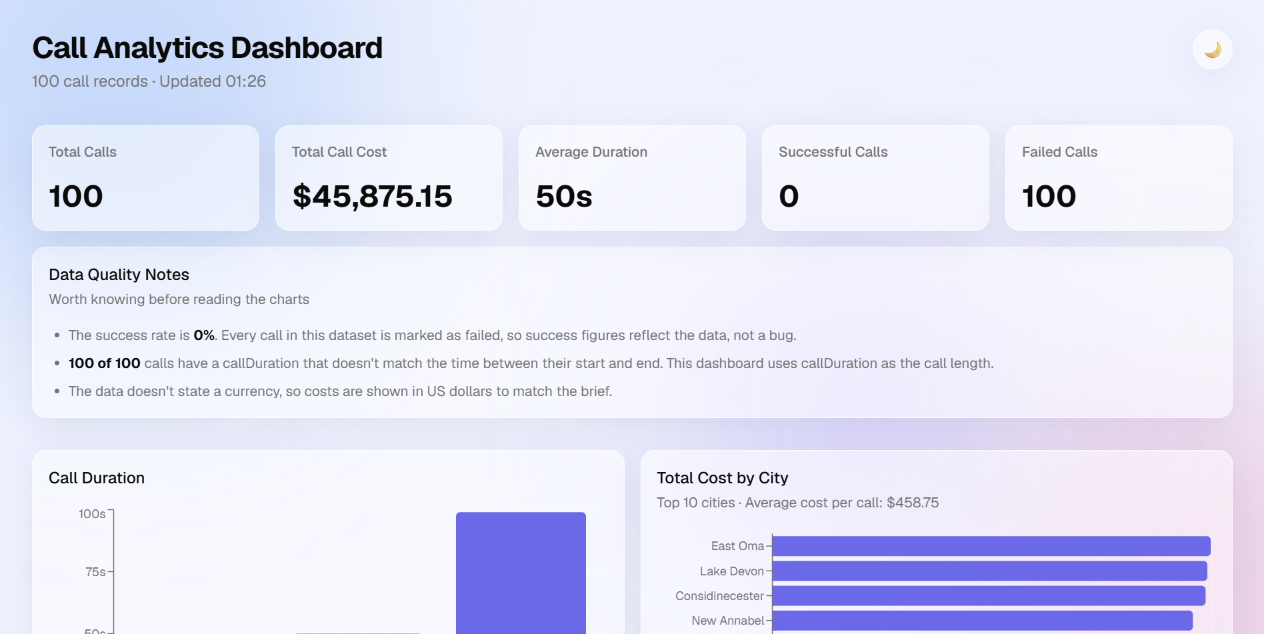 Call Analytics Dashboard
100 call records · Updated 01:26
Total Calls
100
Total Call Cost
$45,875.15
Average Duration
50s
Successful Calls
0
Failed Calls
100
Data Quality Notes
Worth knowing before reading the charts
• The success rate is 0%. Every call in this dataset is marked as failed, so success figures reflect the data, not a bug.
• 100 of 100 calls have a callDuration that doesn't match the time between their start and end. This dashboard uses callDuration as the call length.
• The data doesn't state a currency, so costs are shown in US dollars to match the brief.
Call Duration
100s
75s
50s
Total Cost by City
Top 10 cities · Average cost per call: $458.75
East Oma
Lake Devon
Considinecester
New Annabel